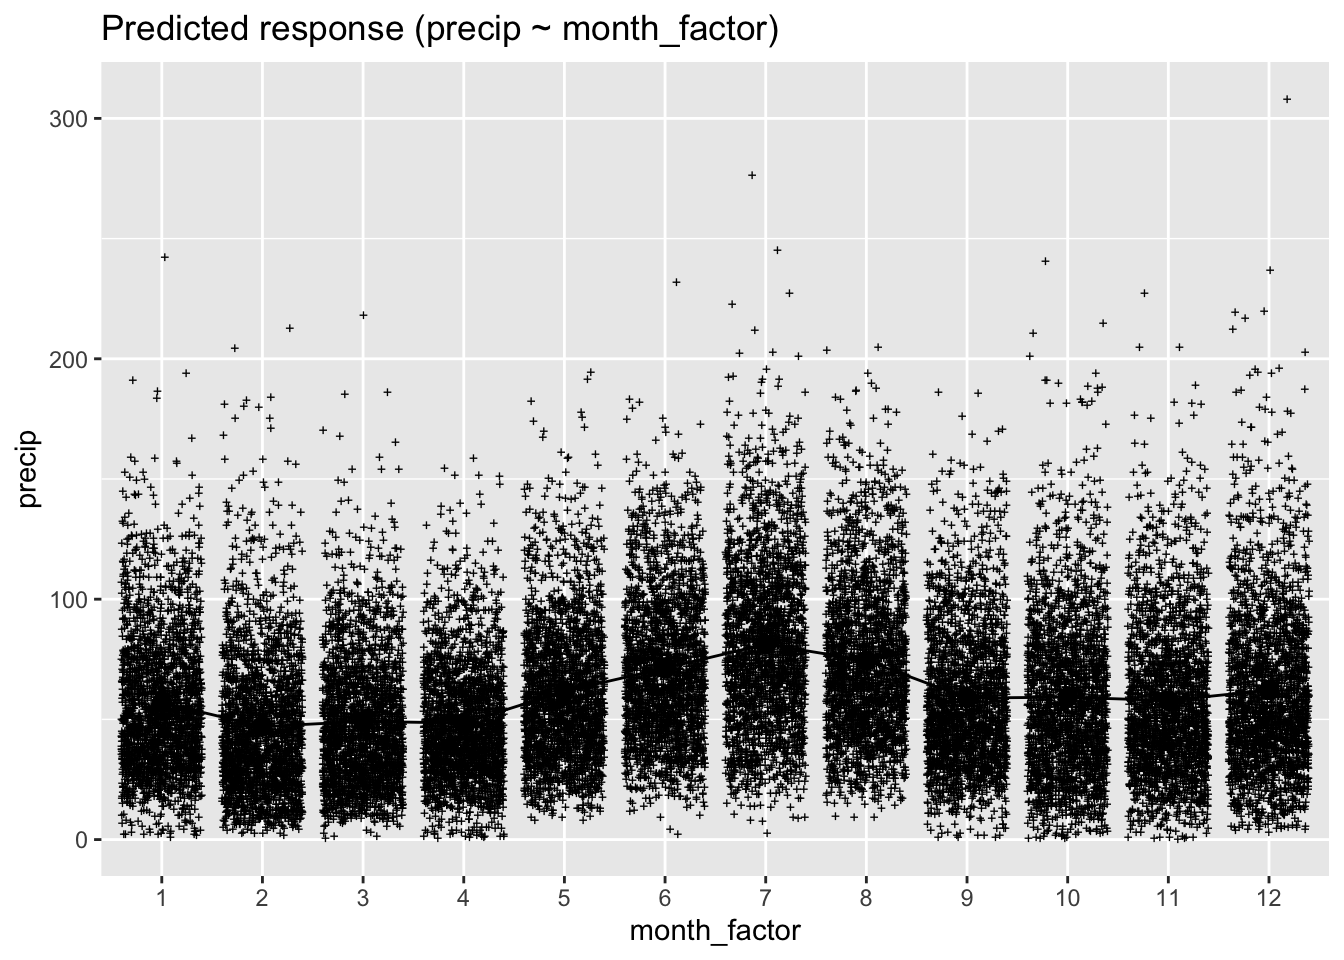 Predicted response (precip ~ month_factor)
300
200
100
0
precip
1 2 3 4 5 6 7 8 9 10 11 12
month_factor